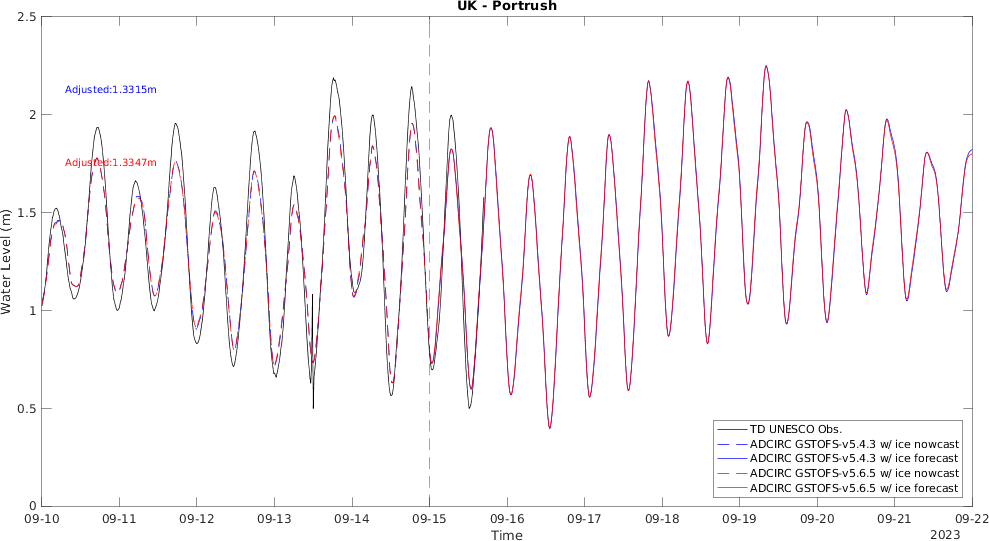 UK - Portrush
2.5
2
1.5
1
0.5
0
Water Level (m)
Adjusted:1.3315m
Adjusted:1.3347m
TD UNESCO Obs.
ADCIRC GSTOFS-v5.4.3 w/ ice nowcast
ADCIRC GSTOFS-v5.4.3 w/ ice forecast
ADCIRC GSTOFS-v5.6.5 w/ ice nowcast
ADCIRC GSTOFS-v5.6.5 w/ ice forecast
09-10 09-11 09-12 09-13 09-14 09-15 09-16 09-17 09-18 09-19 09-20 09-21 09-22
Time
2023